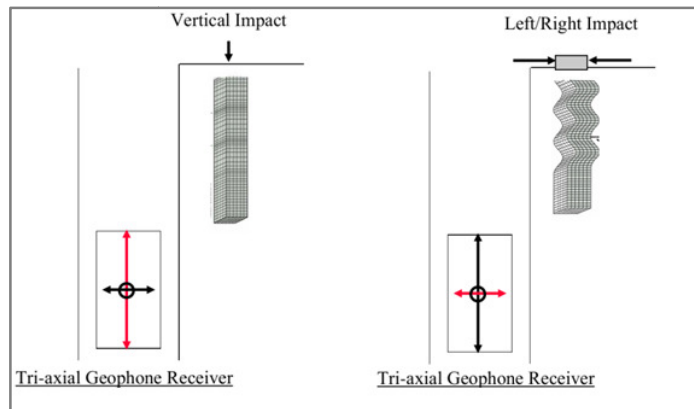 Vertical Impact
Left/Right Impact
Tri-axial Geophone Receiver
Tri-axial Geophone Receiver